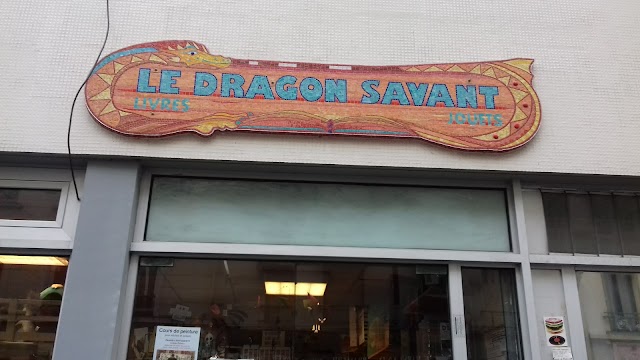 LE DRAGON SAVANT
LIVRES
JOUETS
Cours de peinture